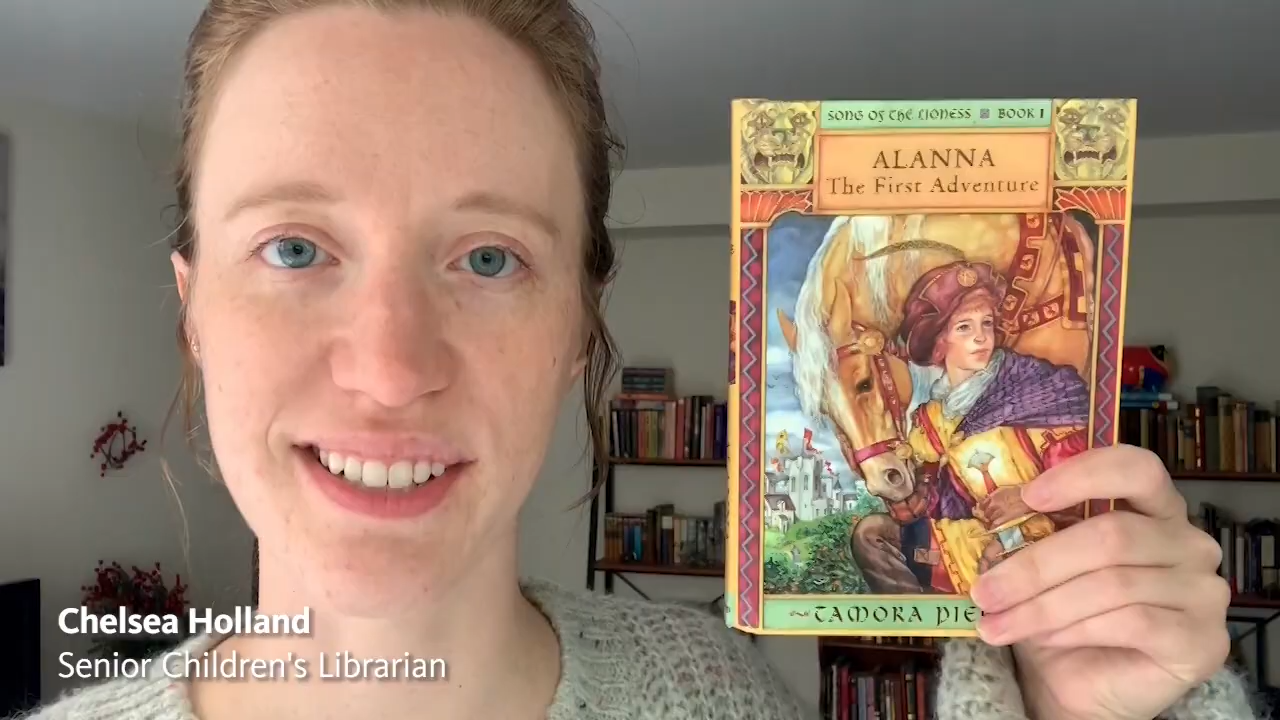 SONG OF THE LIONESS BOOK 1
ALANNA
The First Adventure
TAMORA PIE
Chelsea Holland
Senior Children's Librarian